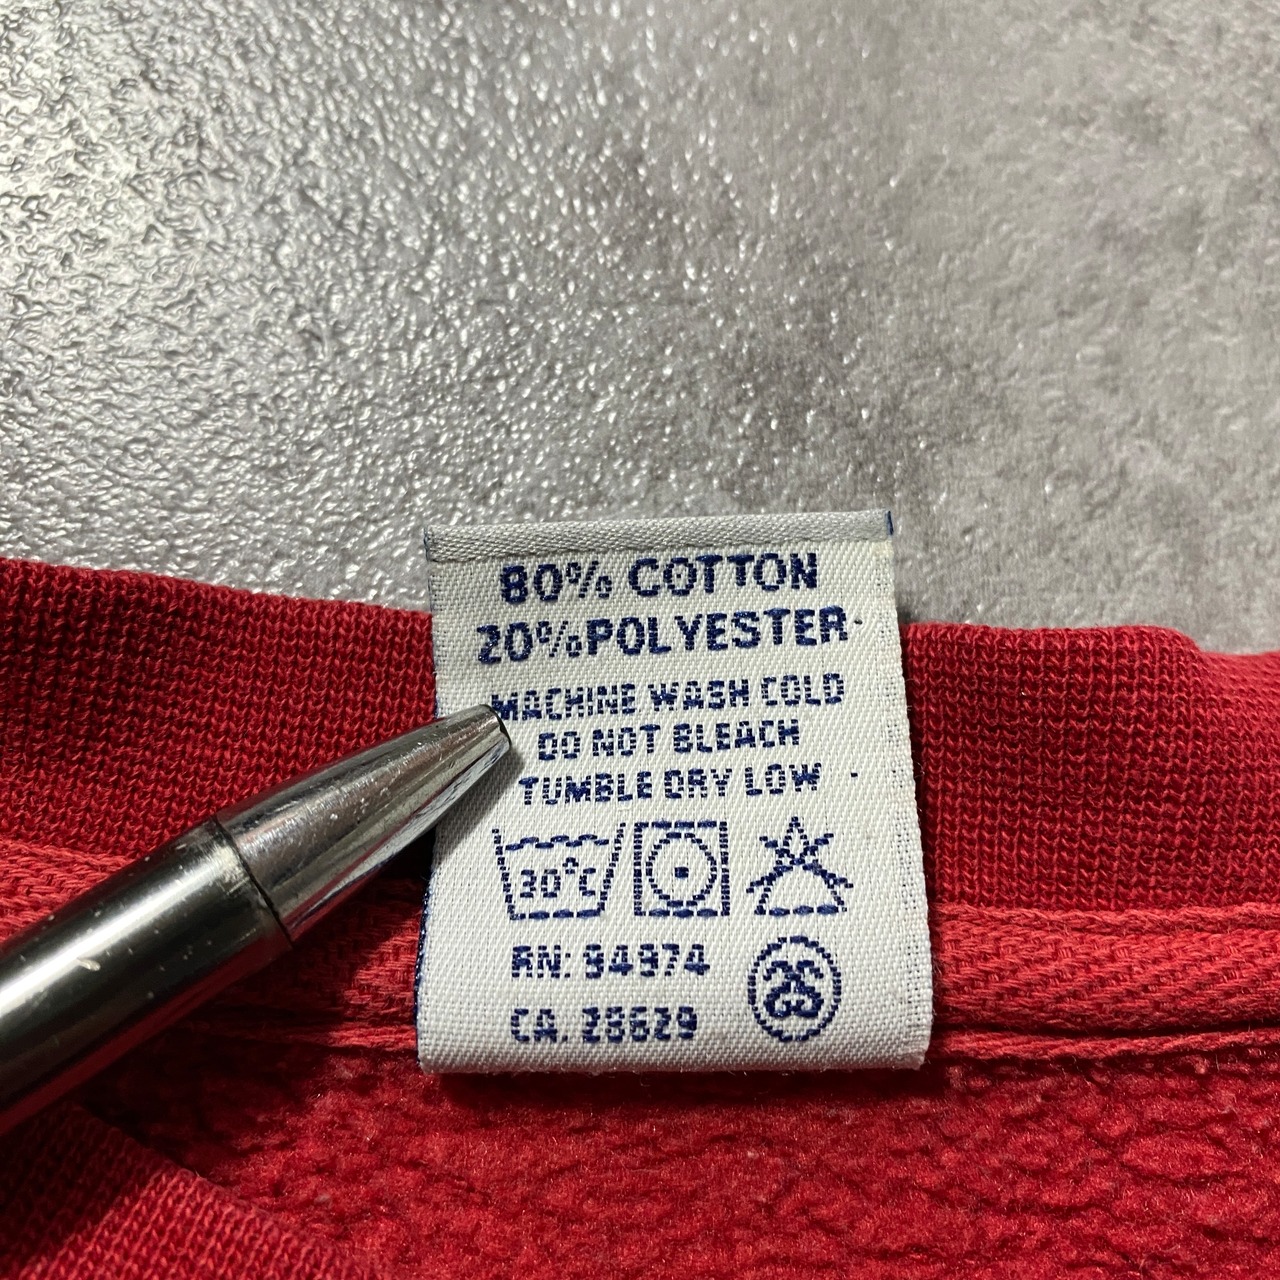 80% COTTON
20% POLYESTER
MACHINE WASH COLD
DO NOT BLEACH
TUMBLE DRY LOW
30°C
RN: 94974
CA. 28629